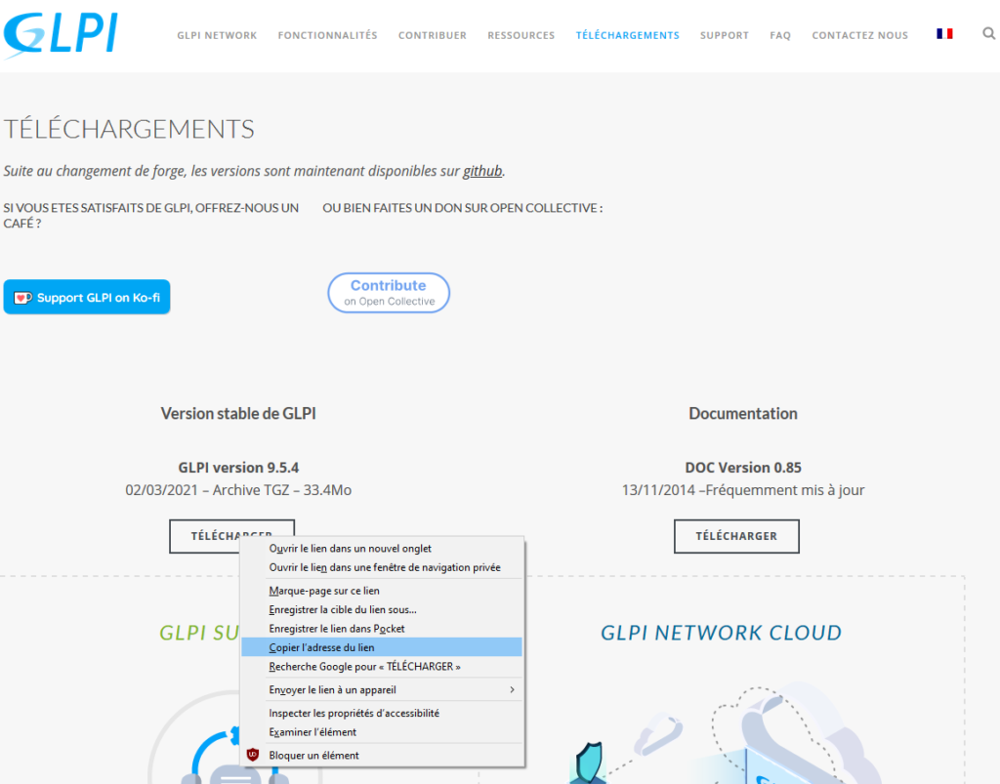 GLPI
GLPI NETWORK FONCTIONNALITÉS CONTRIBUER RESSOURCES TÉLÉCHARGEMENTS SUPPORT FAQ CONTACTEZ NOUS
TÉLÉCHARGEMENTS
Suite au changement de forge, les versions sont maintenant disponibles sur github.
SI VOUS ETES SATISFAITS DE GLPI, OFFREZ-NOUS UN
CAFÉ ?
OU BIEN FAITES UN DON SUR OPEN COLLECTIVE :
Support GLPI on Ko-fi
Contribute
on Open Collective
Version stable de GLPI
GLPI version 9.5.4
02/03/2021 – Archive TGZ – 33.4Mo
TÉLÉCHARGER
Documentation
DOC Version 0.85
13/11/2014 –Fréquemment mis à jour
TÉLÉCHARGER
Ouvrir le lien dans un nouvel onglet
Ouvrir le lien dans une fenêtre de navigation privée
Marque-page sur ce lien
Enregistrer la cible du lien sous...
Enregistrer le lien dans Pocket
Copier l'adresse du lien
Recherche Google pour « TÉLÉCHARGER »
Envoyer le lien à un appareil
Inspecter les propriétés d'accessibilité
Examiner l'élément
Bloquer un élément
GLPI SU
GLPI NETWORK CLOUD